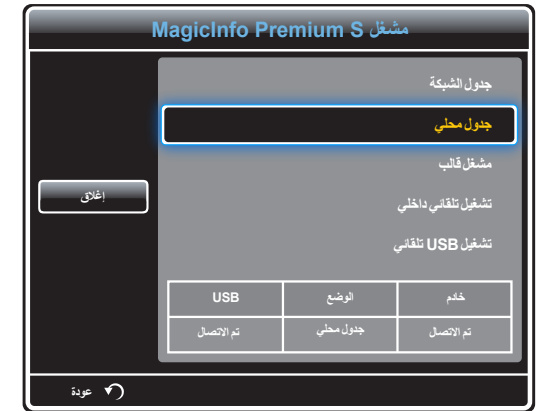 مشغل MagicInfo Premium S
جدول الشبكة
جدول محلي
مشغل قالب
تشغيل تلقائي داخلي
تشغيل USB تلقائي
إغلاق
خادم الوضع USB
تم الاتصال جدول محلي تم الاتصال
عودة